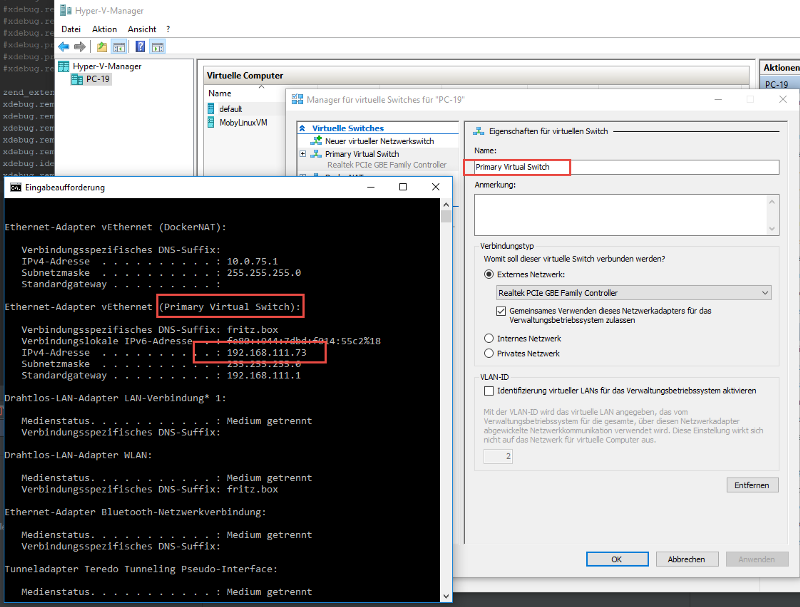 #xdebug.re
#xdebug.re
#xdebug.re
#xdebug.pr
#xdebug.pr
#xdebug.re
zend_exten
xdebug.rem
xdebug.rem
xdebug.rem
xdebug.rem
xdebug.rem
xdebug.rem
xdebug.ide
xdebug.rem
Hyper-V-Manager
Datei Aktion Ansicht ?
Hyper-V-Manager
PC-19
Virtuelle Computer
Name
default
MobyLinuxVM
Aktionen
PC-19
Manager für virtuelle Switches für "PC-19"
Virtuelle Switches
Neuer virtueller Netzwerkswitch
Primary Virtual Switch
Realtek PCIe GBE Family Controller
Eigenschaften für virtuellen Switch
Name:
Primary Virtual Switch
Anmerkung:
Verbindungstyp
Womit soll dieser virtuelle Switch verbunden werden?
Externes Netzwerk:
Realtek PCIe GBE Family Controller
Gemeinsames Verwenden dieses Netzwerkadapters für das
Verwaltungsbetriebssystem zulassen
Internes Netzwerk
Privates Netzwerk
VLAN-ID
Identifizierung virtueller LANs für das Verwaltungsbetriebssystem aktivieren
Mit der VLAN-ID wird das virtuelle LAN angegeben, das vom
Verwaltungsbetriebssystem für die gesamte, über diesen Netzwerkadapter
abgewickelte Netzwerkkommunikation verwendet wird. Diese Einstellung wirkt sich
nicht auf das Netzwerk für virtuelle Computer aus.
2
Entfernen
OK Abbrechen Anwenden
Eingabeaufforderung
Ethernet-Adapter vEthernet (DockerNAT):
Verbindungsspezifisches DNS-Suffix:
IPv4-Adresse . . . . . . . . . . : 10.0.75.1
Subnetzmaske . . . . . . . . . . : 255.255.255.0
Standardgateway . . . . . . . . . :
Ethernet-Adapter vEthernet (Primary Virtual Switch):
Verbindungsspezifisches DNS-Suffix: fritz.box
Verbindungslokale IPv6-Adresse . :
IPv4-Adresse . . . . . . . . . . : 192.168.111.73
Subnetzmaske . . . . . . . . . . : 255.255.255.0
Standardgateway . . . . . . . . . : 192.168.111.1
Drahtlos-LAN-Adapter LAN-Verbindung* 1:
Medienstatus. . . . . . . . . . . : Medium getrennt
Verbindungsspezifisches DNS-Suffix:
Drahtlos-LAN-Adapter WLAN:
Medienstatus. . . . . . . . . . . : Medium getrennt
Verbindungsspezifisches DNS-Suffix: fritz.box
Ethernet-Adapter Bluetooth-Netzwerkverbindung:
Medienstatus. . . . . . . . . . . : Medium getrennt
Verbindungsspezifisches DNS-Suffix:
Tunneladapter Teredo Tunneling Pseudo-Interface:
Medienstatus. . . . . . . . . . . : Medium getrennt